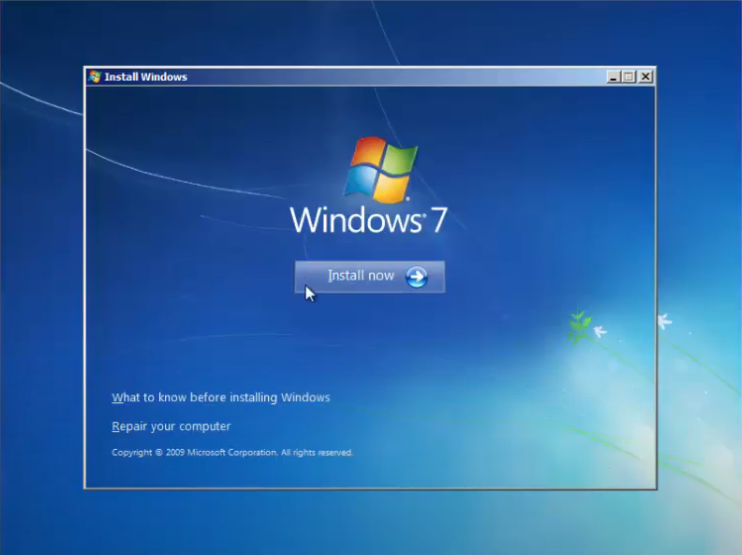 Install Windows
Windows® 7
Install now
What to know before installing Windows
Repair your computer
Copyright © 2009 Microsoft Corporation. All rights reserved.